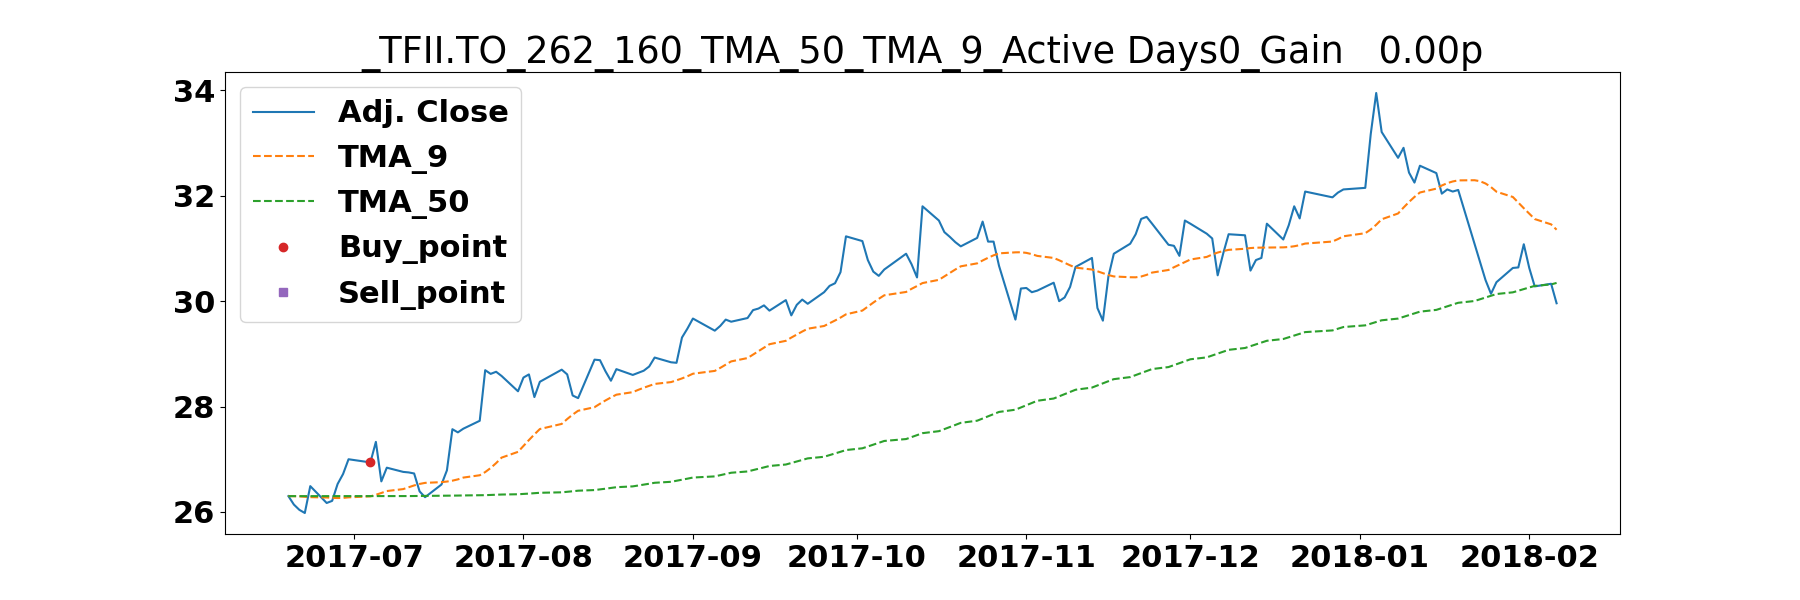 _TFII.TO_262_160_TMA_50_TMA_9_Active Days0_Gain   0.00p
34
32
30
28
26
Adj. Close
TMA_9
TMA_50
Buy_point
Sell_point
2017-07 2017-08 2017-09 2017-10 2017-11 2017-12 2018-01 2018-02